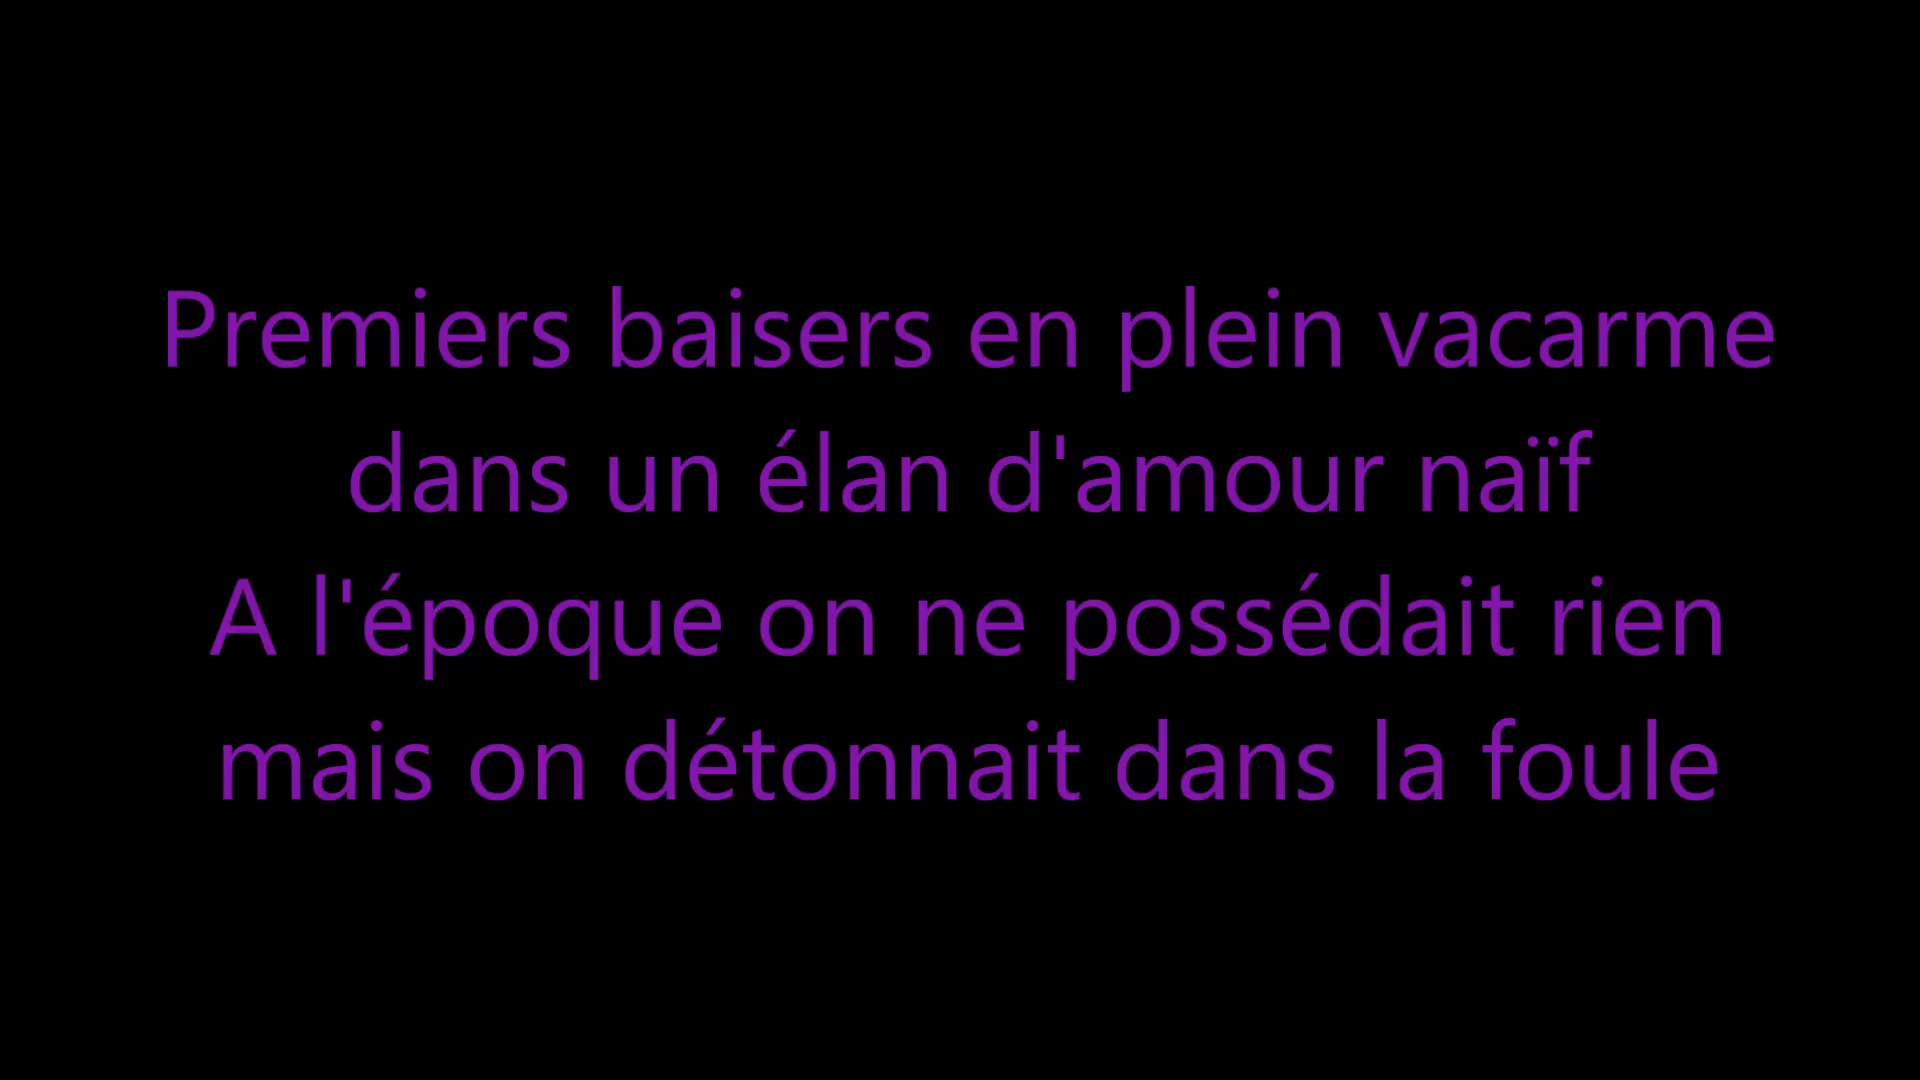 Premiers baisers en plein vacarme
dans un élan d'amour naïf
A l'époque on ne possédait rien
mais on détonnait dans la foule